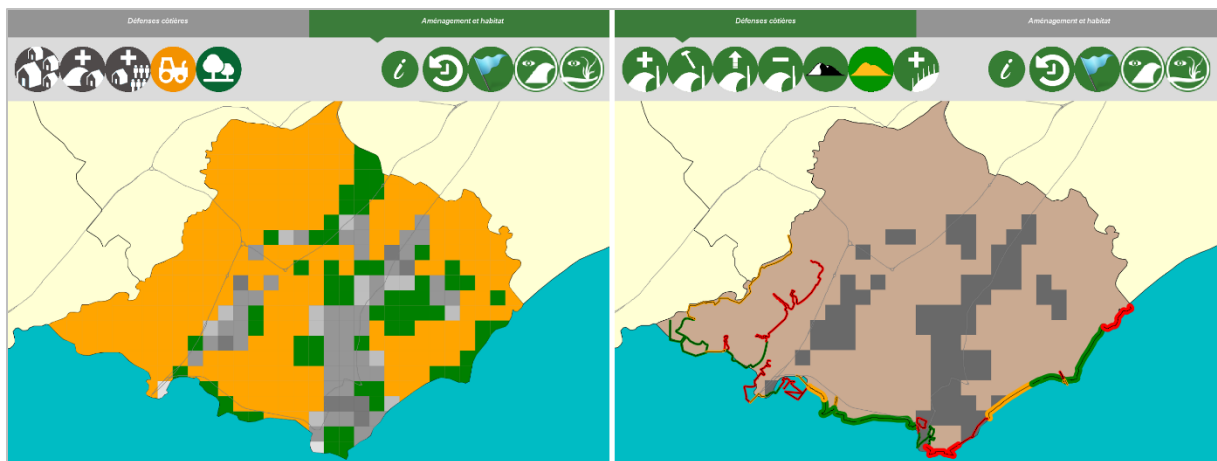 Défenses côtières
Aménagement et habitat
Défenses côtières
Aménagement et habitat
i
i